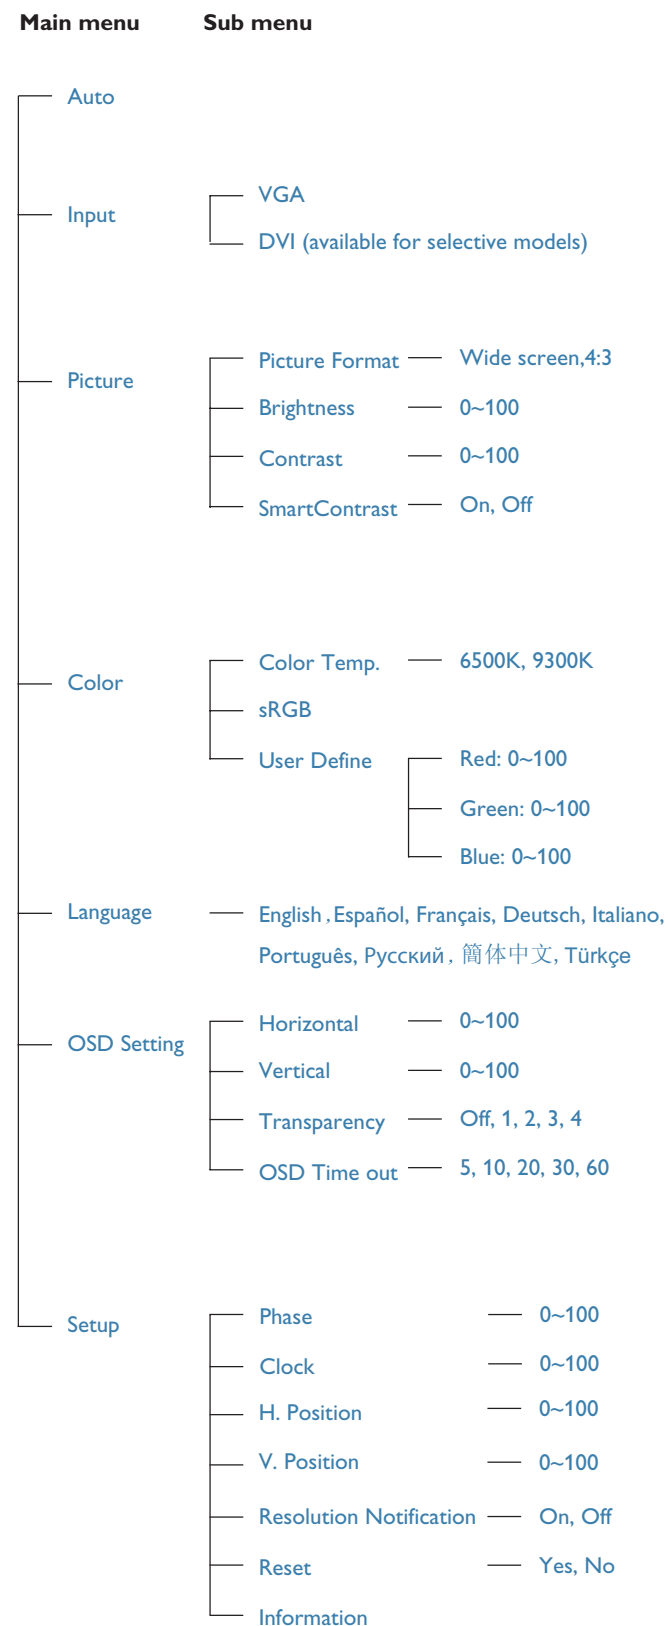 Main menu Sub menu
Auto
Input
VGA
DVI (available for selective models)
Picture
Picture Format Wide screen,4:3
Brightness 0~100
Contrast 0~100
SmartContrast On, Off
Color
Color Temp. 6500K, 9300K
sRGB
User Define Red: 0~100
Green: 0~100
Blue: 0~100
Language English , Español, Français, Deutsch, Italiano,
Português, Русский , 簡体中文, Türkçe
OSD Setting
Horizontal 0~100
Vertical 0~100
Transparency Off, 1, 2, 3, 4
OSD Time out 5, 10, 20, 30, 60
Setup
Phase 0~100
Clock 0~100
H. Position 0~100
V. Position 0~100
Resolution Notification On, Off
Reset Yes, No
Information